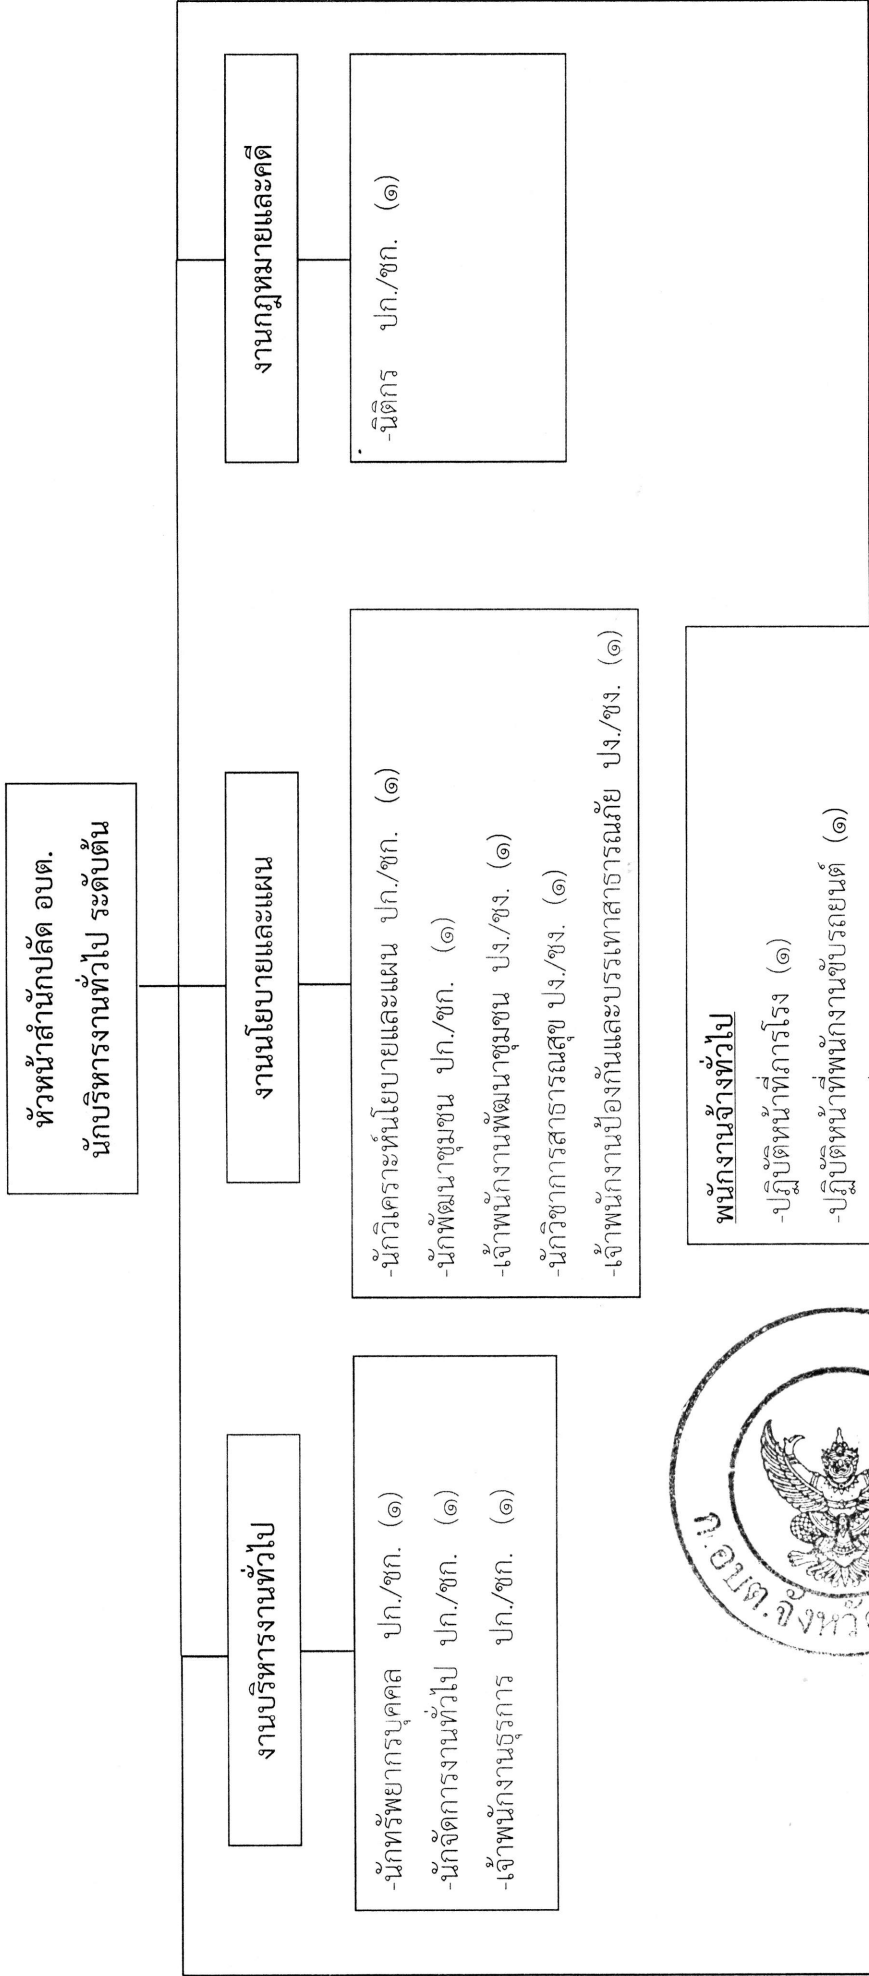 หัวหน้าสำนักปลัด อบต.
นักบริหารงานทั่วไป ระดับต้น
งานบริหารงานทั่วไป
-นักทรัพยากรบุคคล ปก./ชก. (๑)
-นักจัดการงานทั่วไป ปก./ชก. (๑)
-เจ้าพนักงานธุรการ ปก./ชก. (๑)
งานนโยบายและแผน
-นักวิเคราะห์นโยบายและแผน ปก./ชก. (๑)
-นักพัฒนาชุมชน ปก./ชก. (๑)
-เจ้าพนักงานพัฒนาชุมชน ปง./ชง. (๑)
-นักวิชาการสาธารณสุข ปง./ชง. (๑)
-เจ้าพนักงานป้องกันและบรรเทาสาธารณภัย ปง./ชง. (๑)
งานกฎหมายและคดี
-นิติกร ปก./ชก. (๑)
พนักงานจ้างทั่วไป
-ปฏิบัติหน้าที่ภารโรง (๑)
-ปฏิบัติหน้าที่พนักงานขับรถยนต์ (๑)
ก.อบต.จังหวัด